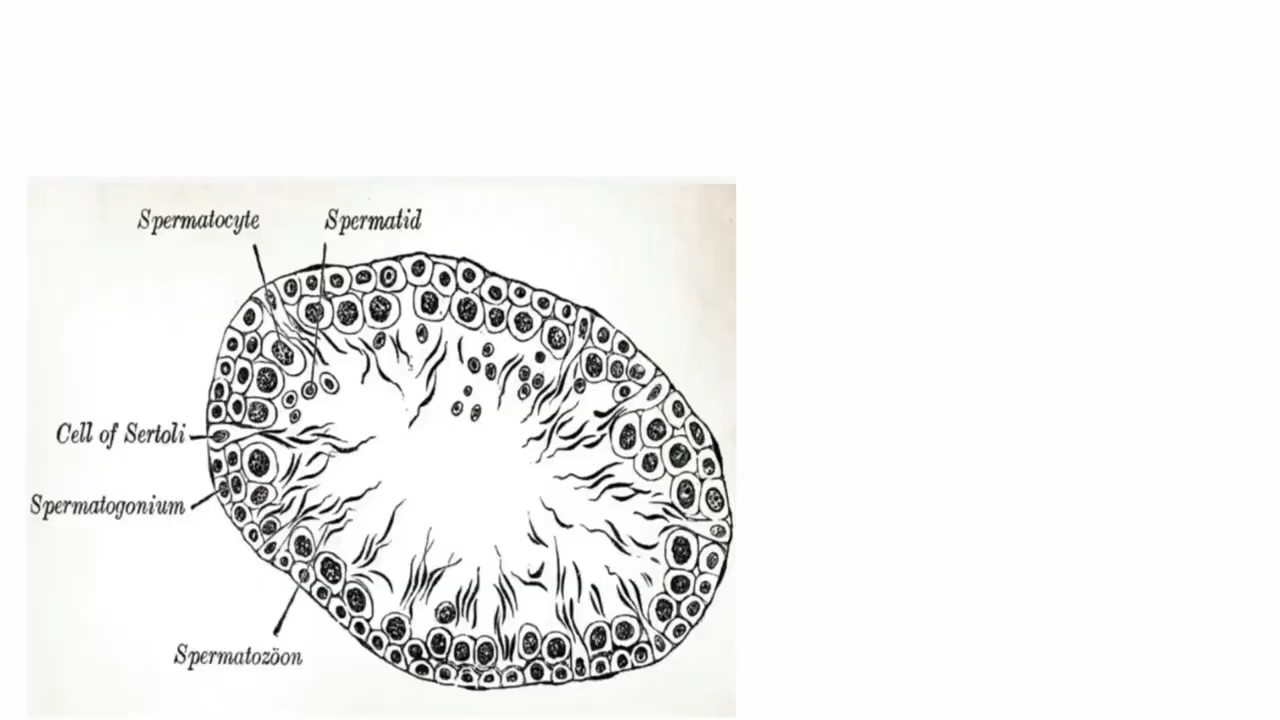 Spermatocyte
Spermatid
Cell of Sertoli
Spermatogonium
Spermatozöon